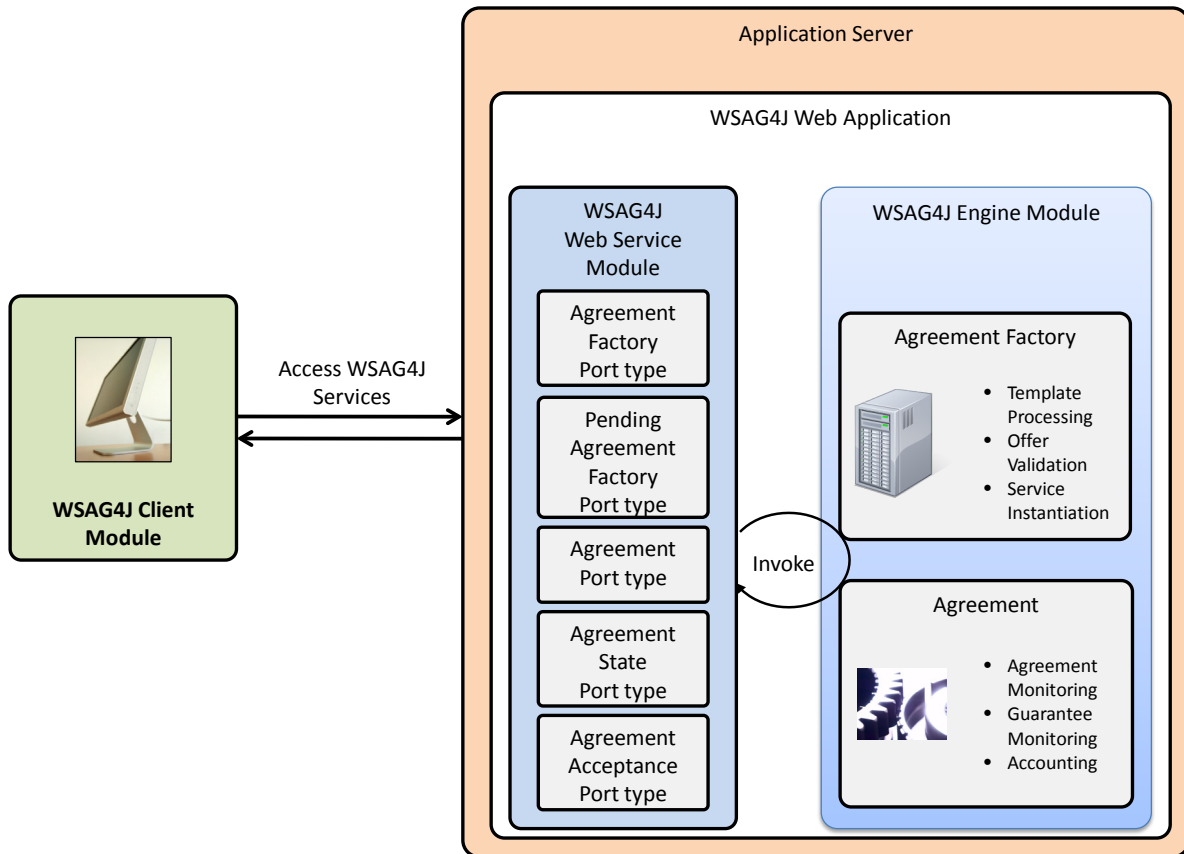 Application Server
WSAG4J Web Application
WSAG4J
Web Service
Module
Agreement
Factory
Port type
Pending
Agreement
Factory
Port type
Agreement
Port type
Agreement
State
Port type
Agreement
Acceptance
Port type
WSAG4J Engine Module
Agreement Factory
• Template
Processing
• Offer
Validation
• Service
Instantiation
Invoke
Agreement
• Agreement
Monitoring
• Guarantee
Monitoring
• Accounting
Access WSAG4J
Services
WSAG4J Client
Module